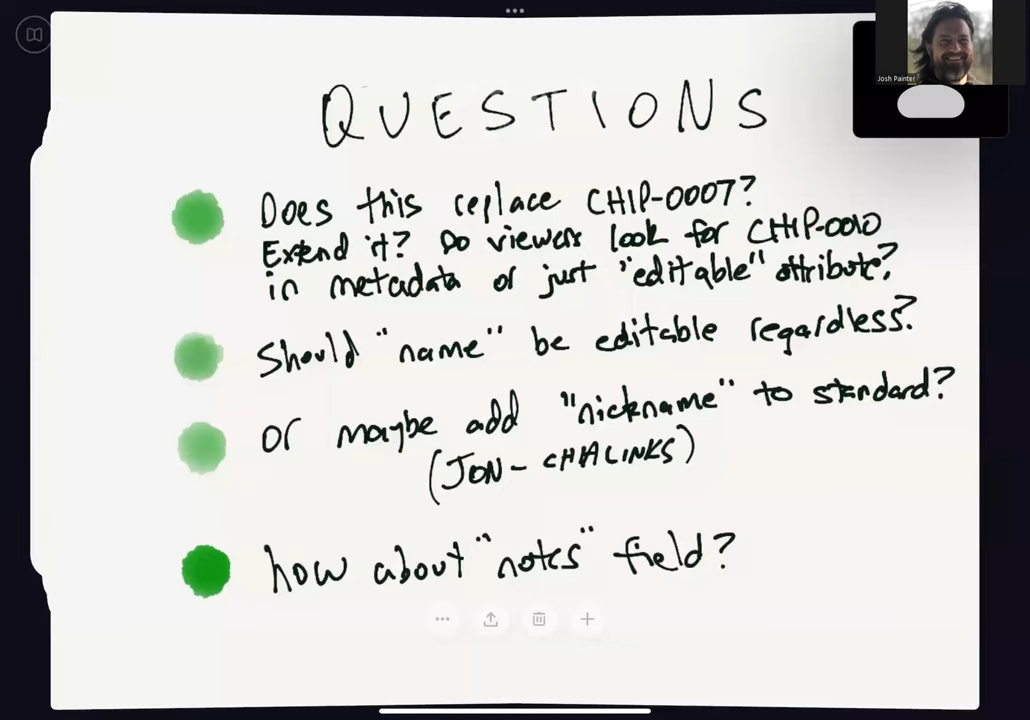 Josh Painter
QUESTIONS
Does this replace CHIP-0007?
Extend it? Do viewers look for CHIP-0010
in metadata or just "editable" attribute?
Should "name" be editable regardless?
or maybe add "nickname" to standard?
(JON - CHIALINKS)
how about "notes" field?